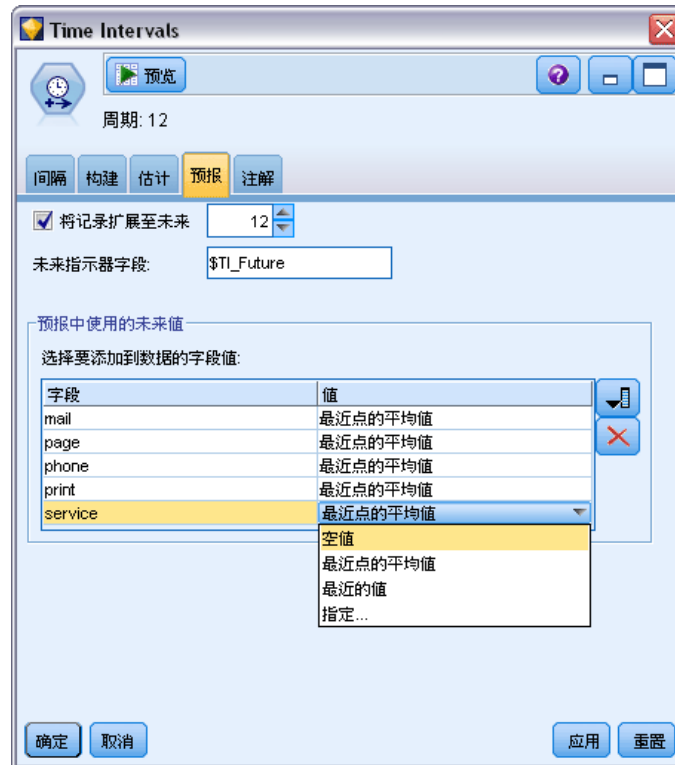 Time Intervals
预览
周期: 12
间隔 构建 估计 预报 注解
将记录扩展至未来 12
未来指示器字段: $TI_Future
预报中使用的未来值
选择要添加到数据的字段值:
字段 值
mail 最近点的平均值
page 最近点的平均值
phone 最近点的平均值
print 最近点的平均值
service 最近点的平均值
空值
最近点的平均值
最近的值
指定...
确定 取消 应用 重置